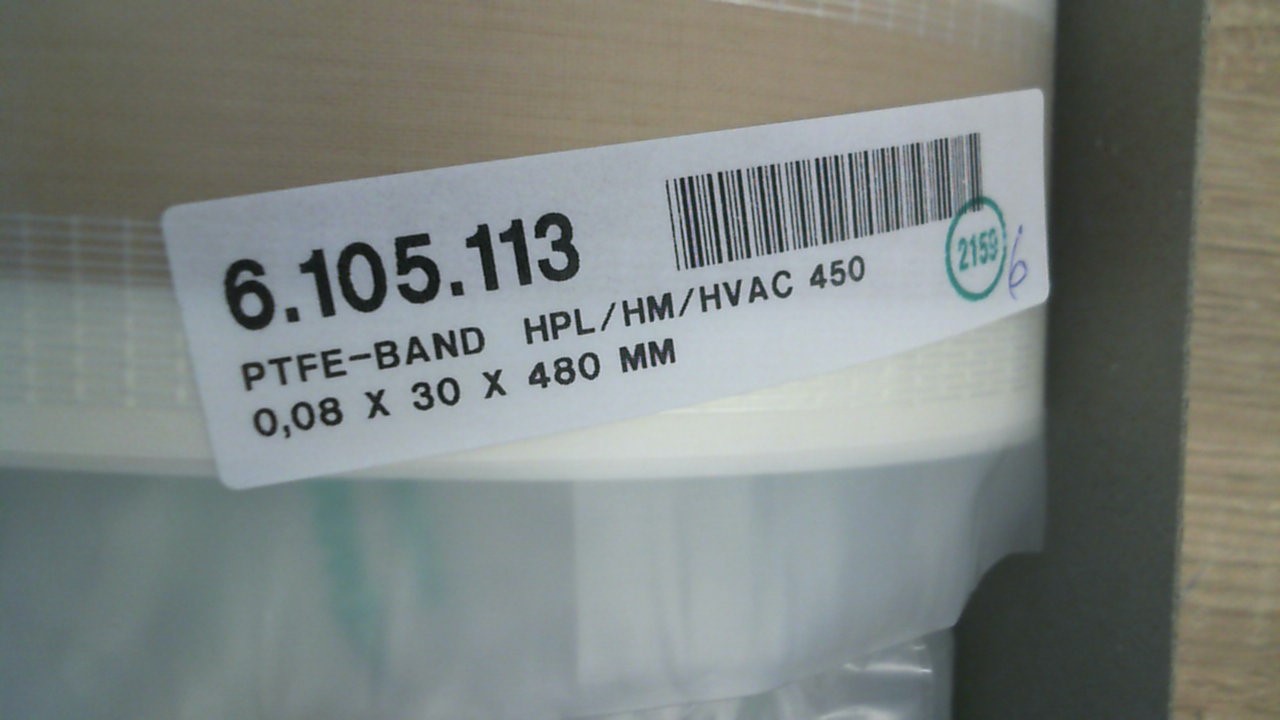 6.105.113
PTFE-BAND HPL/HM/HVAC 450
0,08 X 30 X 480 MM
2159
6